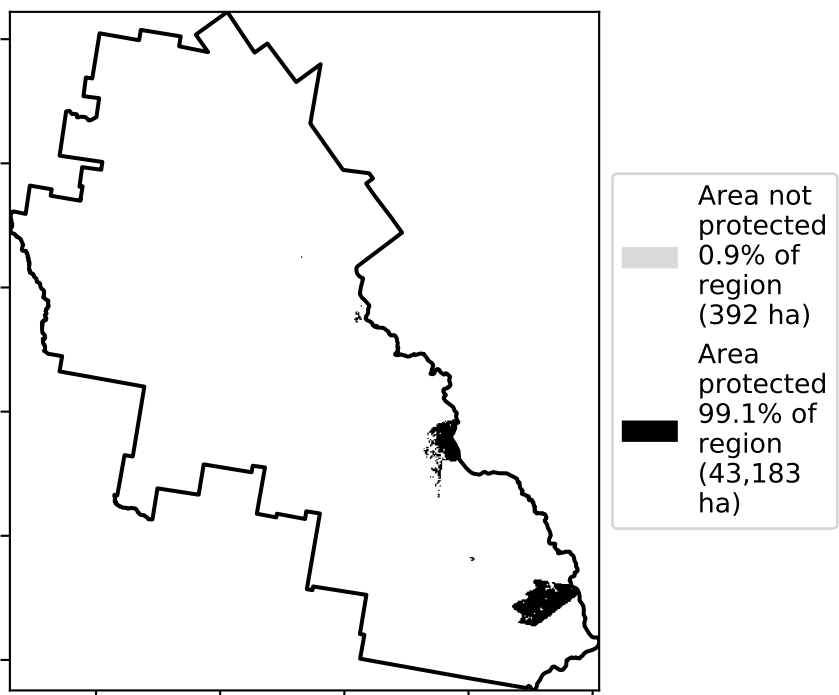 Area not
protected
0.9% of
region
(392 ha)
Area
protected
99.1% of
region
(43,183
ha)